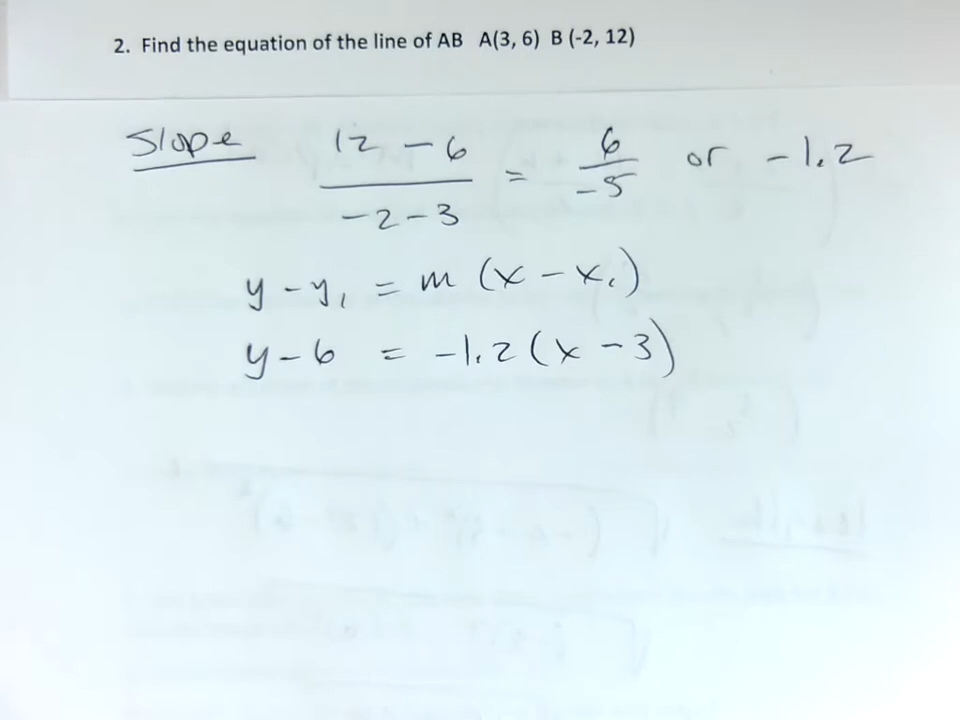 2. Find the equation of the line of AB A(3, 6) B (-2, 12)
Slope 12 - 6 / -2 - 3 = 6 / -5 or -1.2
y - y₁ = m (x - x₁)
y - 6 = -1.2 (x - 3)